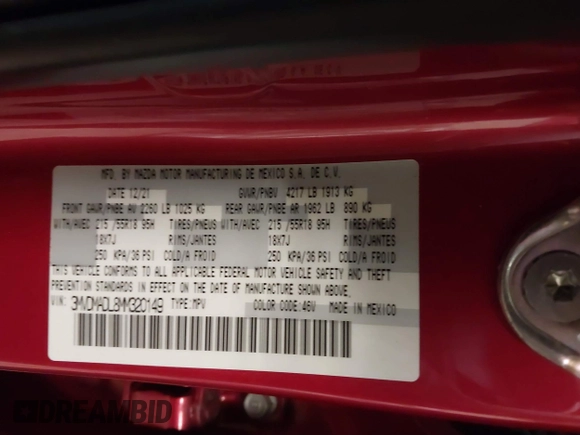 MFD. BY MAZDA MOTOR MANUFACTURING DE MEXICO S.A. DE C.V.
DATE 12/21 GVWR/PNBV 4217 LB 1913 KG
FRONT GAWR/PNBE AV 2260 LB 1025 KG REAR GAWR/PNBE AR 1962 LB 890 KG
WITH/AVEC 215/55R18 95H TIRES/PNEUS WITH/AVEC 215/55R18 95H TIRES/PNEUS
18X7J RIMS/JANTES 18X7J RIMS/JANTES
250 KPA/36 PSI COLD/A FROID 250 KPA/36 PSI COLD/A FROID
THIS VEHICLE CONFORMS TO ALL APPLICABLE FEDERAL MOTOR VEHICLE SAFETY AND THEFT
PREVENTION STANDARDS IN EFFECT ON THE DATE OF MANUFACTURE SHOWN ABOVE.
VIN: 3MVDMADL8MM320149 TYPE: MPV COLOR CODE:46V MADE IN MEXICO
DREAMBID